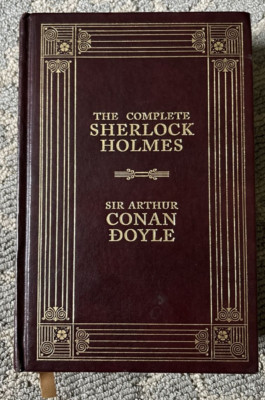 THE COMPLETE
SHERLOCK
HOLMES
SIR ARTHUR
CONAN
DOYLE